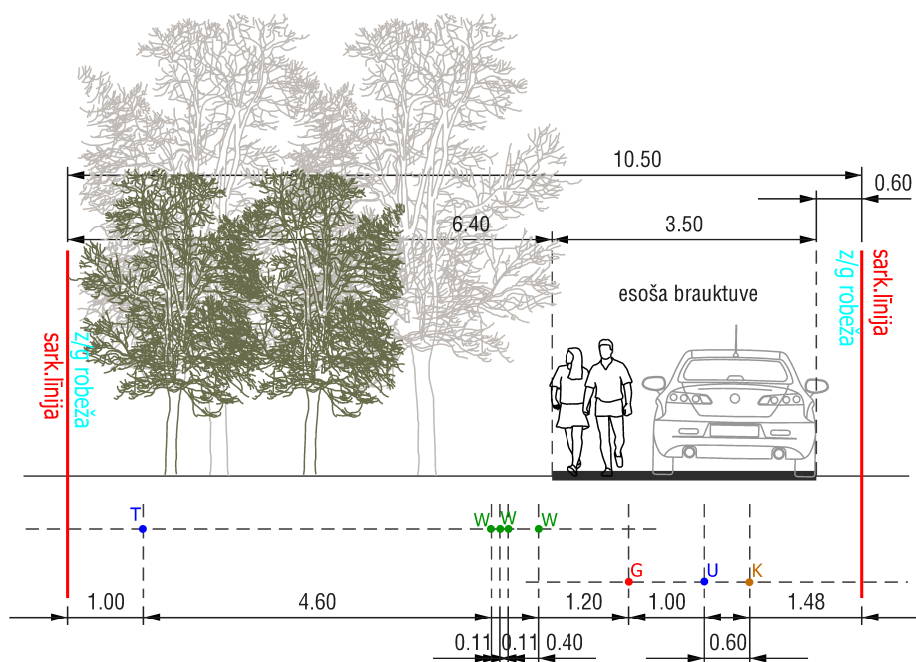 10.50
0.60
6.40
3.50
esoša brauktuve
sark.līnija
z/g robeža
z/g robeža
sark.līnija
T
W
W
W
G
U
K
1.00
4.60
1.20
1.00
1.48
0.11
0.11
0.40
0.60